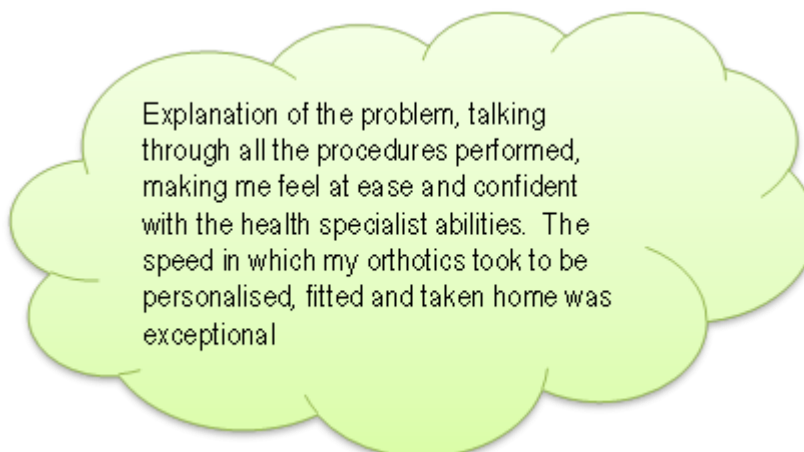 Explanation of the problem, talking
through all the procedures performed,
making me feel at ease and confident
with the health specialist abilities.  The
speed in which my orthotics took to be
personalised, fitted and taken home was
exceptional